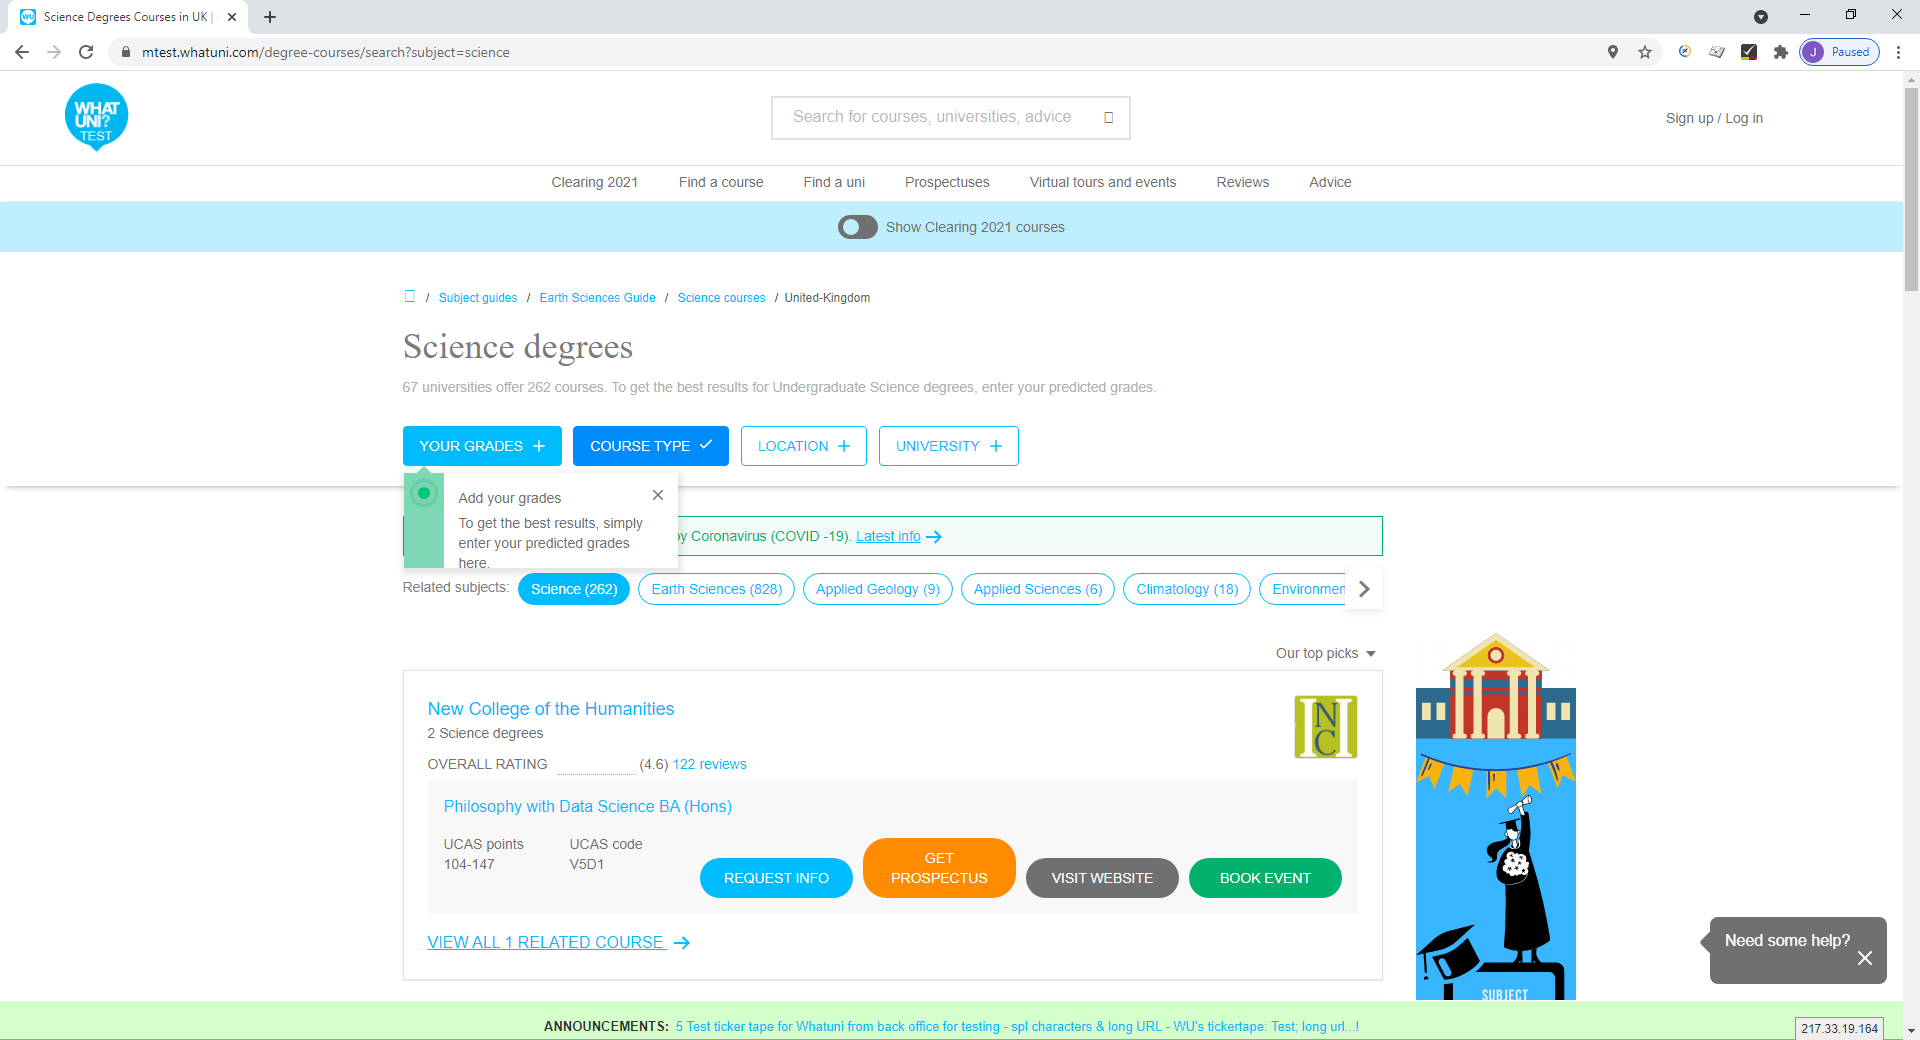 Science Degrees Courses in UK |
mtest.whatuni.com/degree-courses/search?subject=science
J Paused
WHAT
UNI?
TEST
Search for courses, universities, advice
Sign up / Log in
Clearing 2021 Find a course Find a uni Prospectuses Virtual tours and events Reviews Advice
Show Clearing 2021 courses
/ Subject guides / Earth Sciences Guide / Science courses / United-Kingdom
Science degrees
67 universities offer 262 courses. To get the best results for Undergraduate Science degrees, enter your predicted grades.
YOUR GRADES COURSE TYPE LOCATION UNIVERSITY
Add your grades
To get the best results, simply
enter your predicted grades
here.
by Coronavirus (COVID -19). Latest info
Related subjects: Science (262) Earth Sciences (828) Applied Geology (9) Applied Sciences (6) Climatology (18) Environmen
Our top picks
New College of the Humanities
2 Science degrees
OVERALL RATING (4.6) 122 reviews
NC
Philosophy with Data Science BA (Hons)
UCAS points UCAS code
104-147 V5D1
REQUEST INFO
GET
PROSPECTUS
VISIT WEBSITE
BOOK EVENT
VIEW ALL 1 RELATED COURSE
Need some help?
SUBJECT
ANNOUNCEMENTS: 5 Test ticker tape for Whatuni from back office for testing - spl characters & long URL - WU's tickertape: Test; long url...!
217.33.19.164